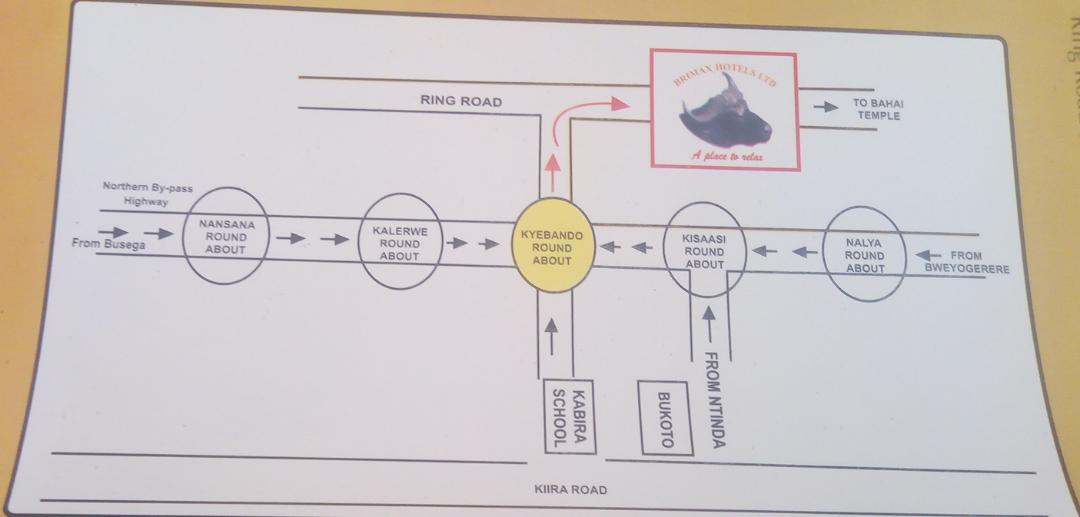 BRIMAX HOTELS LTD
A place to relax
RING ROAD
TO BAHAI
TEMPLE
Northern By-pass
Highway
From Busega
NANSANA
ROUND
ABOUT
KALERWE
ROUND
ABOUT
KYEBANDO
ROUND
ABOUT
KISAASI
ROUND
ABOUT
NALYA
ROUND
ABOUT
FROM
BWEYOGERERE
KABIRA
SCHOOL
BUKOTO
FROM NTINDA
KIIRA ROAD